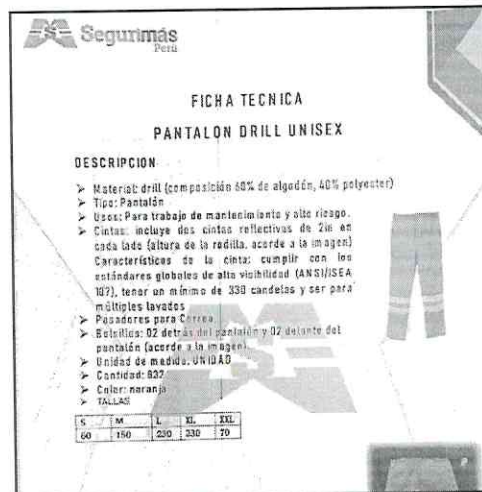 Segurimás
Perú
FICHA TECNICA
PANTALON DRILL UNISEX
DESCRIPCION
➤ Material: drill (composición 60% de algodón, 40% polyester)
➤ Tipo: Pantalón
➤ Usos: Para trabajo de mantenimiento y alto riesgo.
➤ Cintas: incluye dos cintas reflectivas de 2in en
cada lado (altura de la rodilla, acorde a la imagen)
Características de la cinta: cumplir con los
estándares globales de alta visibilidad (ANSI/ISEA
107), tener un mínimo de 330 candelas y ser para
múltiples lavados
➤ Pasadores para Correa
➤ Bolsillos: 02 detrás del pantalón y 02 delante del
pantalón (acorde a la imagen).
➤ Unidad de medida: UNIDAD
➤ Cantidad: 832
➤ Color: naranja
➤ TALLAS
S M L XL XXL
60 150 230 330 70